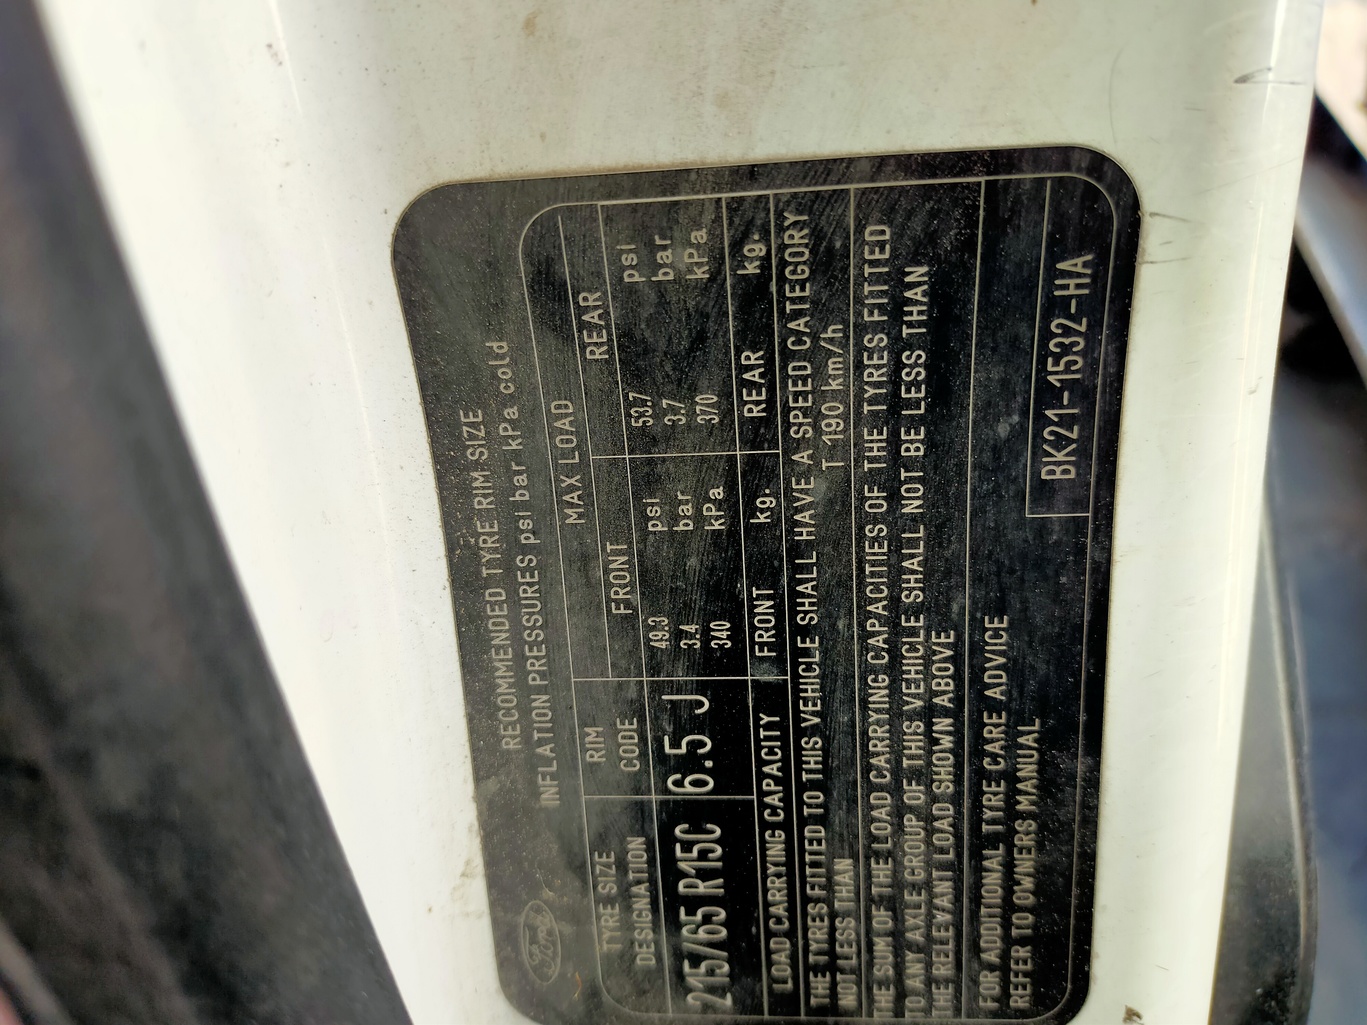 Ford
RECOMMENDED TYRE RIM SIZE
INFLATION PRESSURES psi bar kPa cold
MAX LOAD
TYRE SIZE DESIGNATION
RIM CODE
FRONT
REAR
215/65 R15C 6.5 J
49.3 psi 53.7 psi
3.4 bar 3.7 bar
340 kPa 370 kPa
LOAD CARRYING CAPACITY FRONT kg. REAR kg.
THE TYRES FITTED TO THIS VEHICLE SHALL HAVE A SPEED CATEGORY
NOT LESS THAN T 190 km/h
THE SUM OF THE LOAD CARRYING CAPACITIES OF THE TYRES FITTED
TO ANY AXLE GROUP OF THIS VEHICLE SHALL NOT BE LESS THAN
THE RELEVANT LOAD SHOWN ABOVE
FOR ADDITIONAL TYRE CARE ADVICE
REFER TO OWNERS MANUAL
BK21-1532-HA